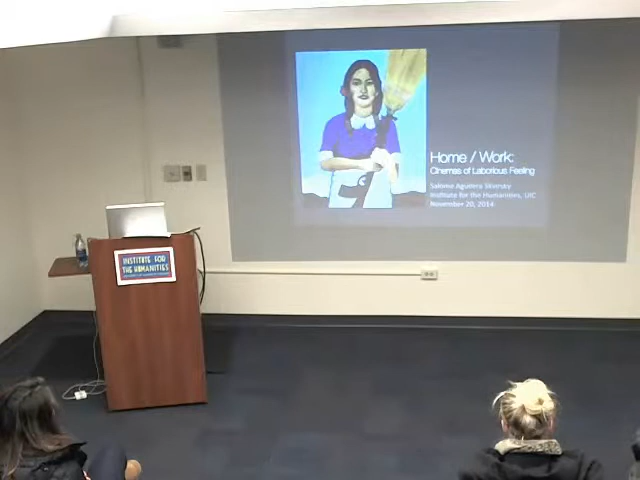 Home / Work:
Cinemas of Laborious Feeling
Salomé Aguilera Skvirsky
Institute for the Humanities, UIC
November 20, 2014
INSTITUTE FOR
THE HUMANITIES